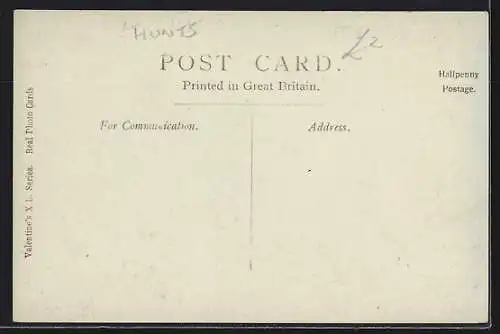 HUNTS
£2
POST CARD.
Printed in Great Britain.
Halfpenny
Postage.
For Communication.
Address.
Valentine's X L. Series. Real Photo Cards